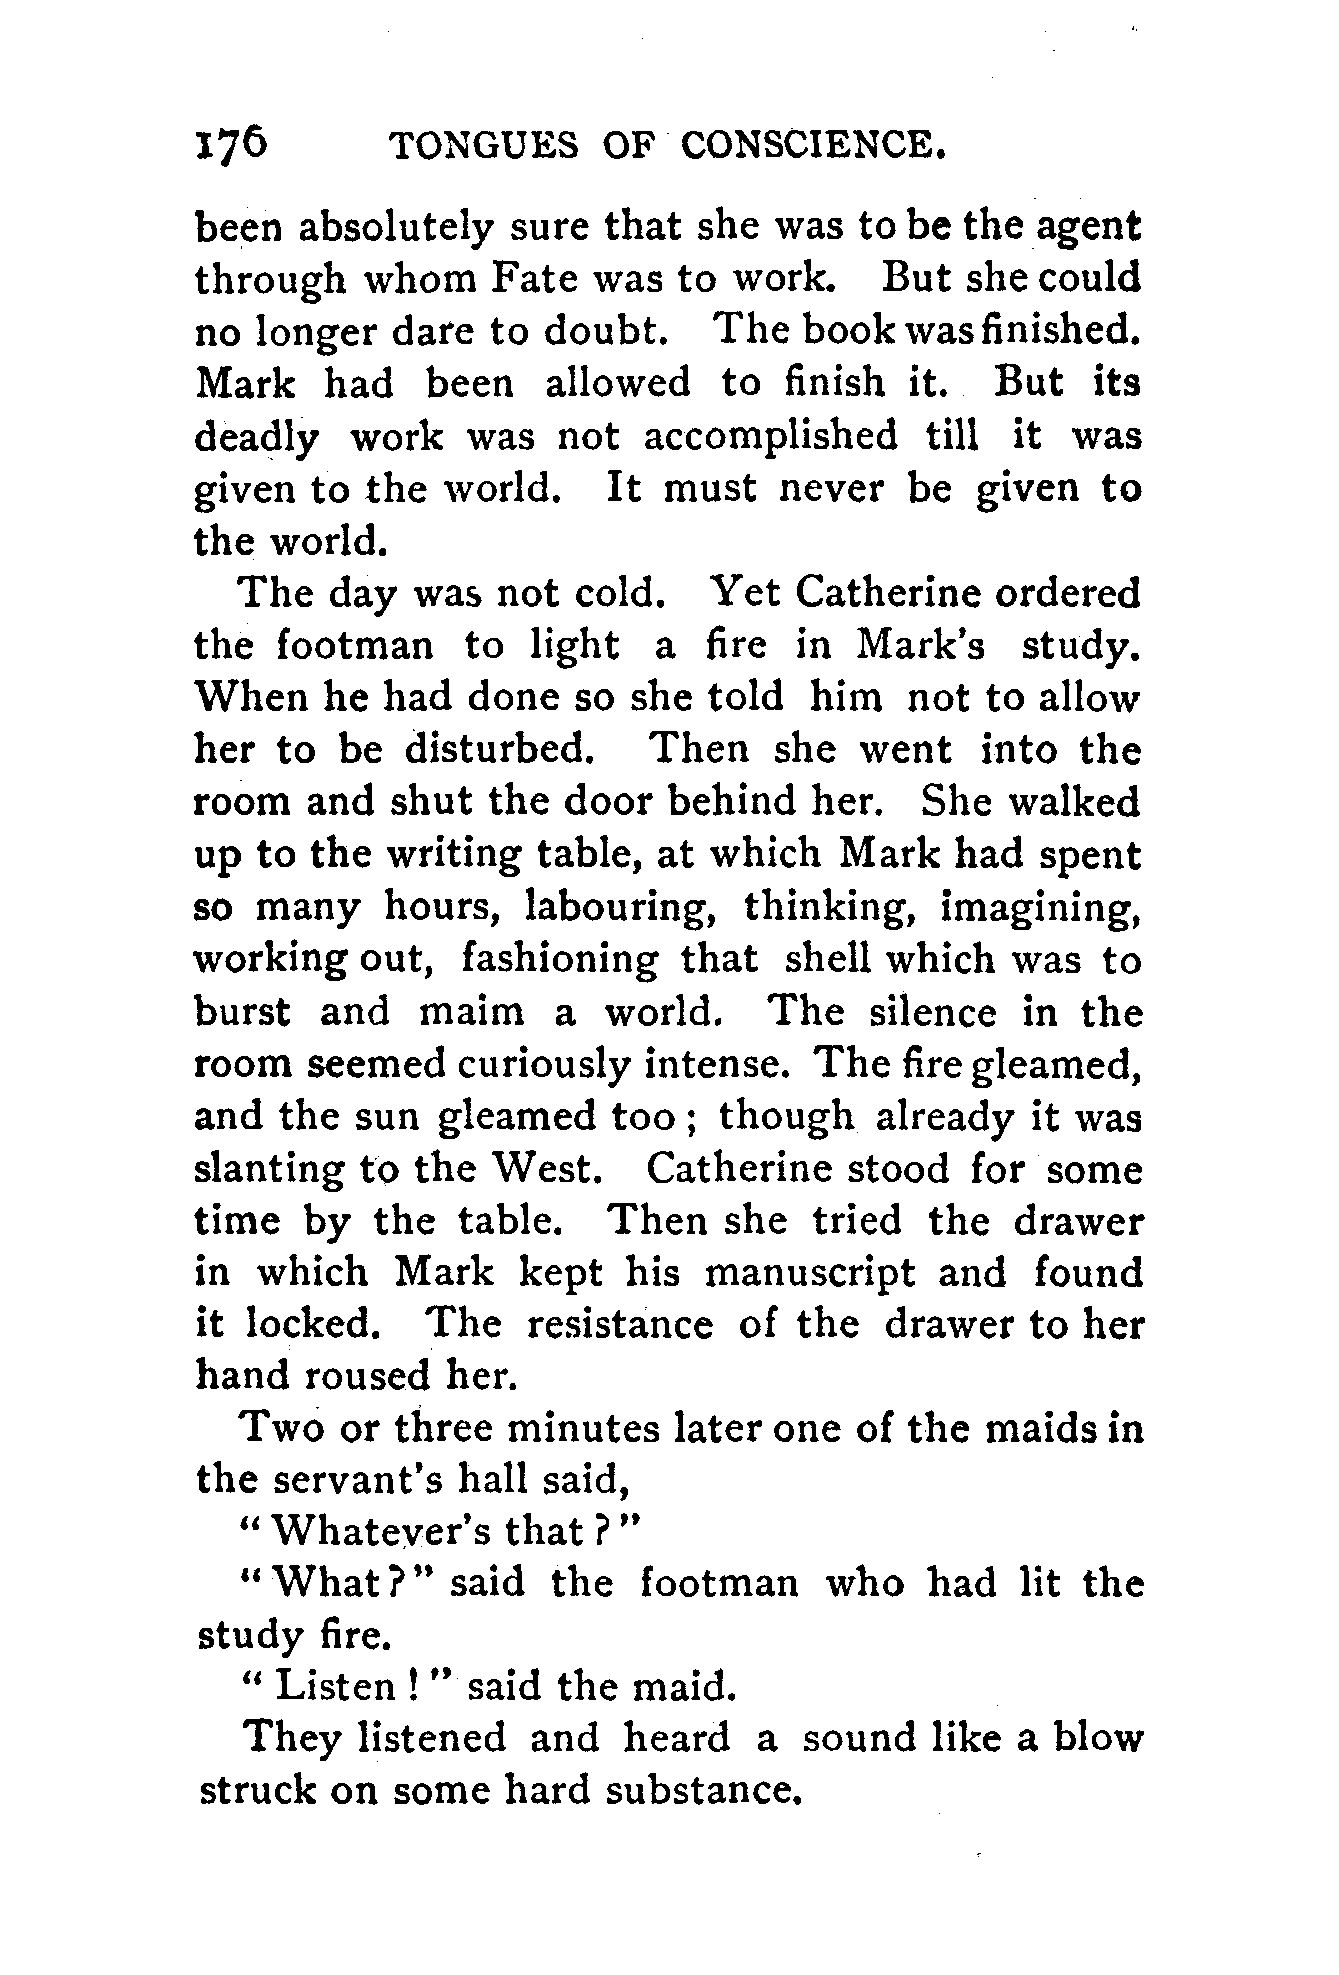 176 TONGUES OF CONSCIENCE.
been absolutely sure that she was to be the agent
through whom Fate was to work. But she could
no longer dare to doubt. The book was finished.
Mark had been allowed to finish it. But its
deadly work was not accomplished till it was
given to the world. It must never be given to
the world.
The day was not cold. Yet Catherine ordered
the footman to light a fire in Mark's study.
When he had done so she told him not to allow
her to be disturbed. Then she went into the
room and shut the door behind her. She walked
up to the writing table, at which Mark had spent
so many hours, labouring, thinking, imagining,
working out, fashioning that shell which was to
burst and maim a world. The silence in the
room seemed curiously intense. The fire gleamed,
and the sun gleamed too ; though already it was
slanting to the West. Catherine stood for some
time by the table. Then she tried the drawer
in which Mark kept his manuscript and found
it locked. The resistance of the drawer to her
hand roused her.
Two or three minutes later one of the maids in
the servant's hall said,
" Whatever's that ? "
" What ? " said the footman who had lit the
study fire.
" Listen ! " said the maid.
They listened and heard a sound like a blow
struck on some hard substance.